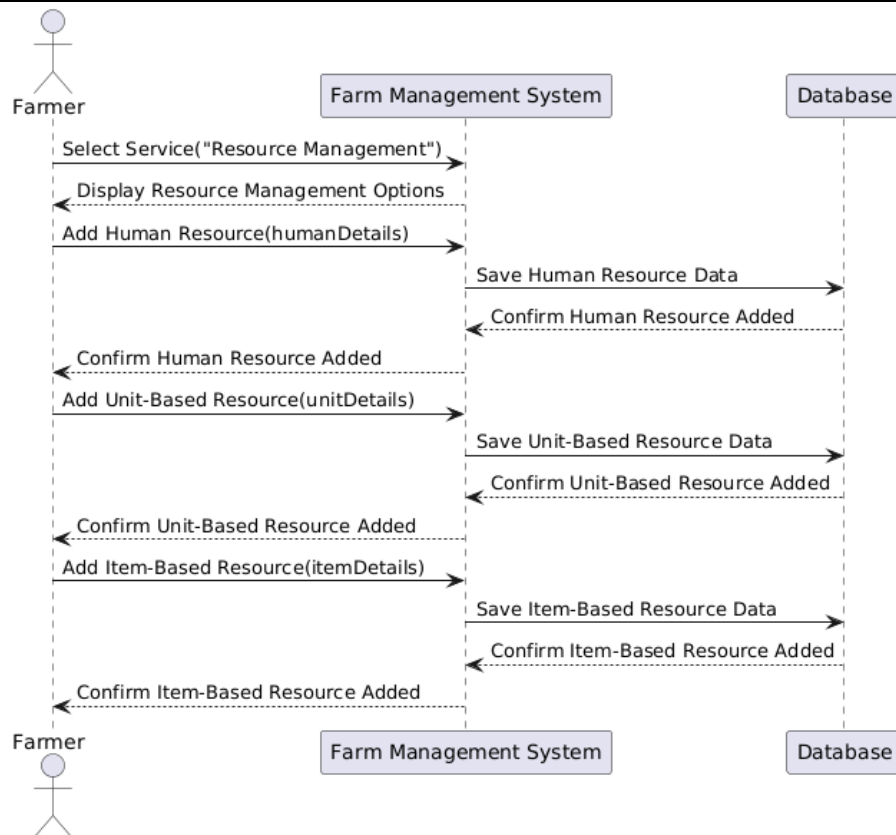 Farmer
Farm Management System
Database
Select Service("Resource Management")
Display Resource Management Options
Add Human Resource(humanDetails)
Save Human Resource Data
Confirm Human Resource Added
Confirm Human Resource Added
Add Unit-Based Resource(unitDetails)
Save Unit-Based Resource Data
Confirm Unit-Based Resource Added
Confirm Unit-Based Resource Added
Add Item-Based Resource(itemDetails)
Save Item-Based Resource Data
Confirm Item-Based Resource Added
Confirm Item-Based Resource Added
Farmer
Farm Management System
Database